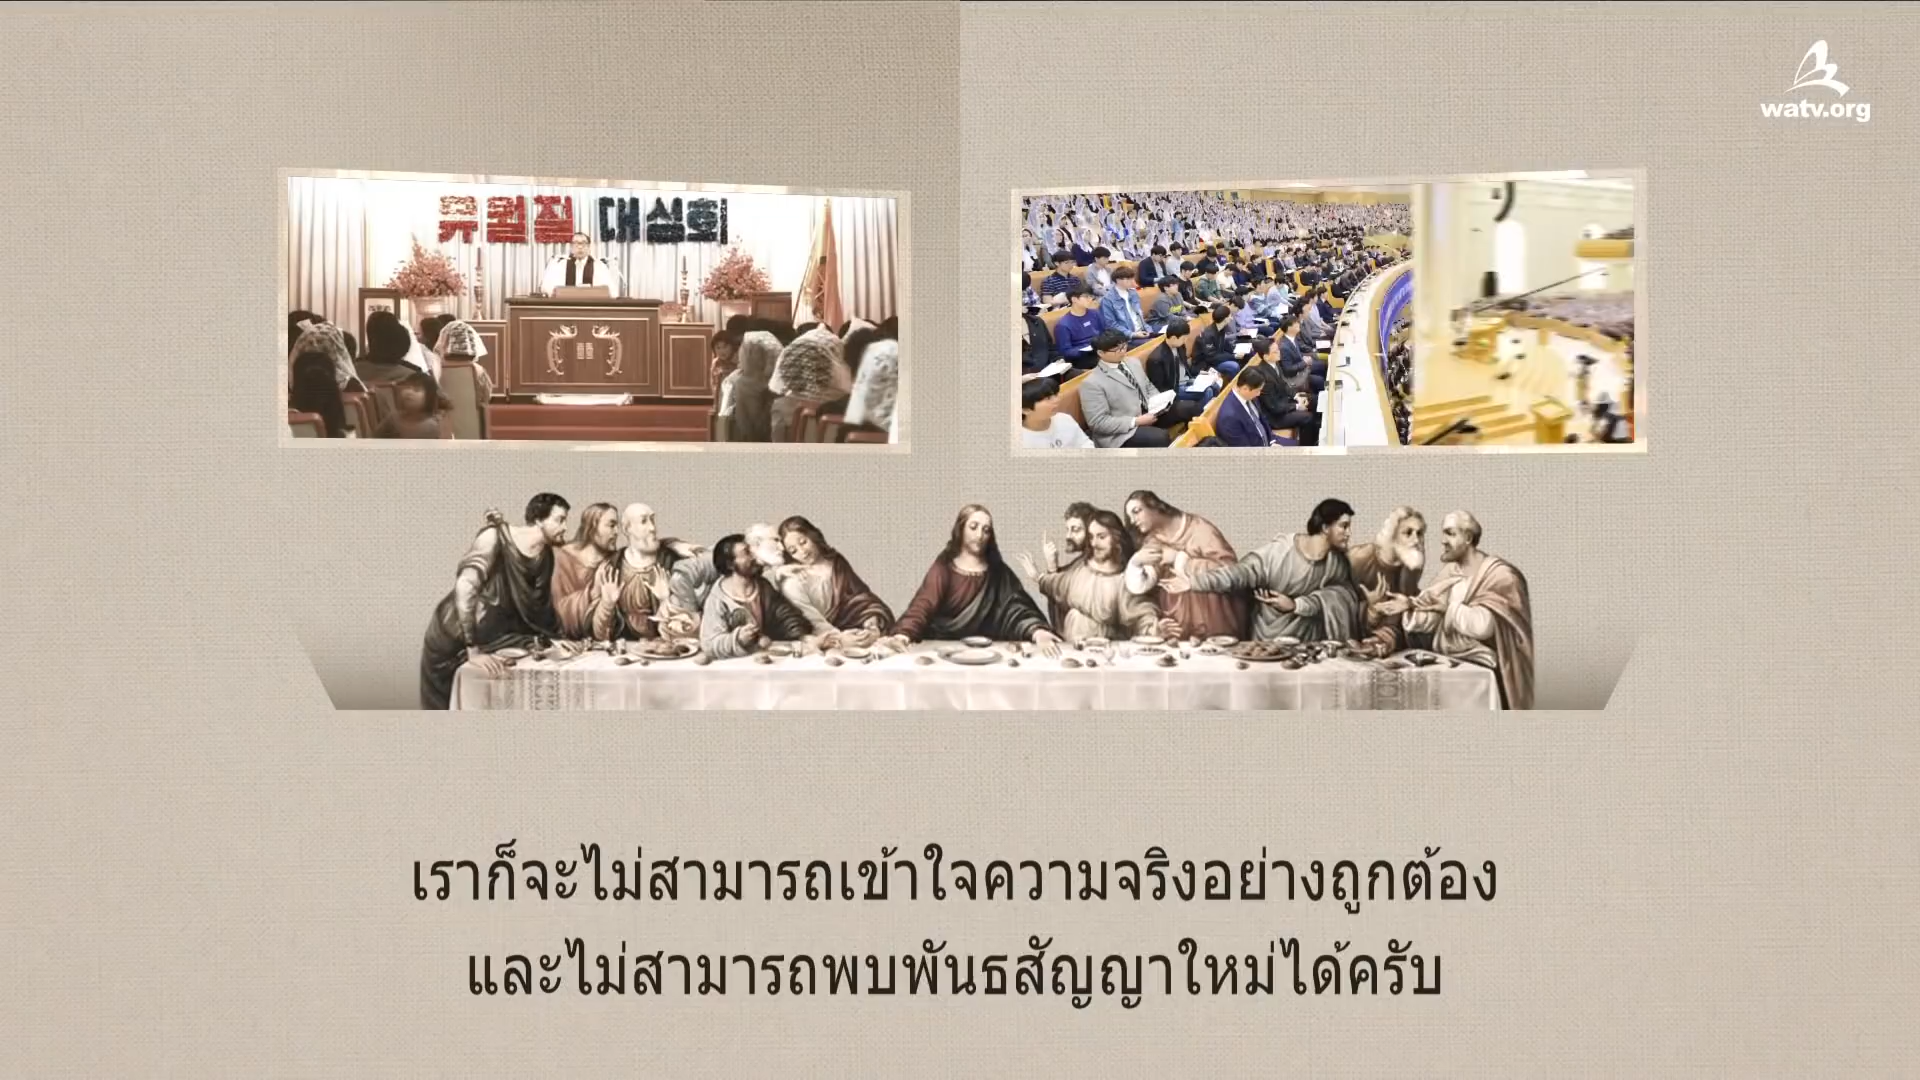 watv.org
유월절 대성회
เราก็จะไม่สามารถเข้าใจความจริงอย่างถูกต้อง
และไม่สามารถพบพันธสัญญาใหม่ได้ครับ